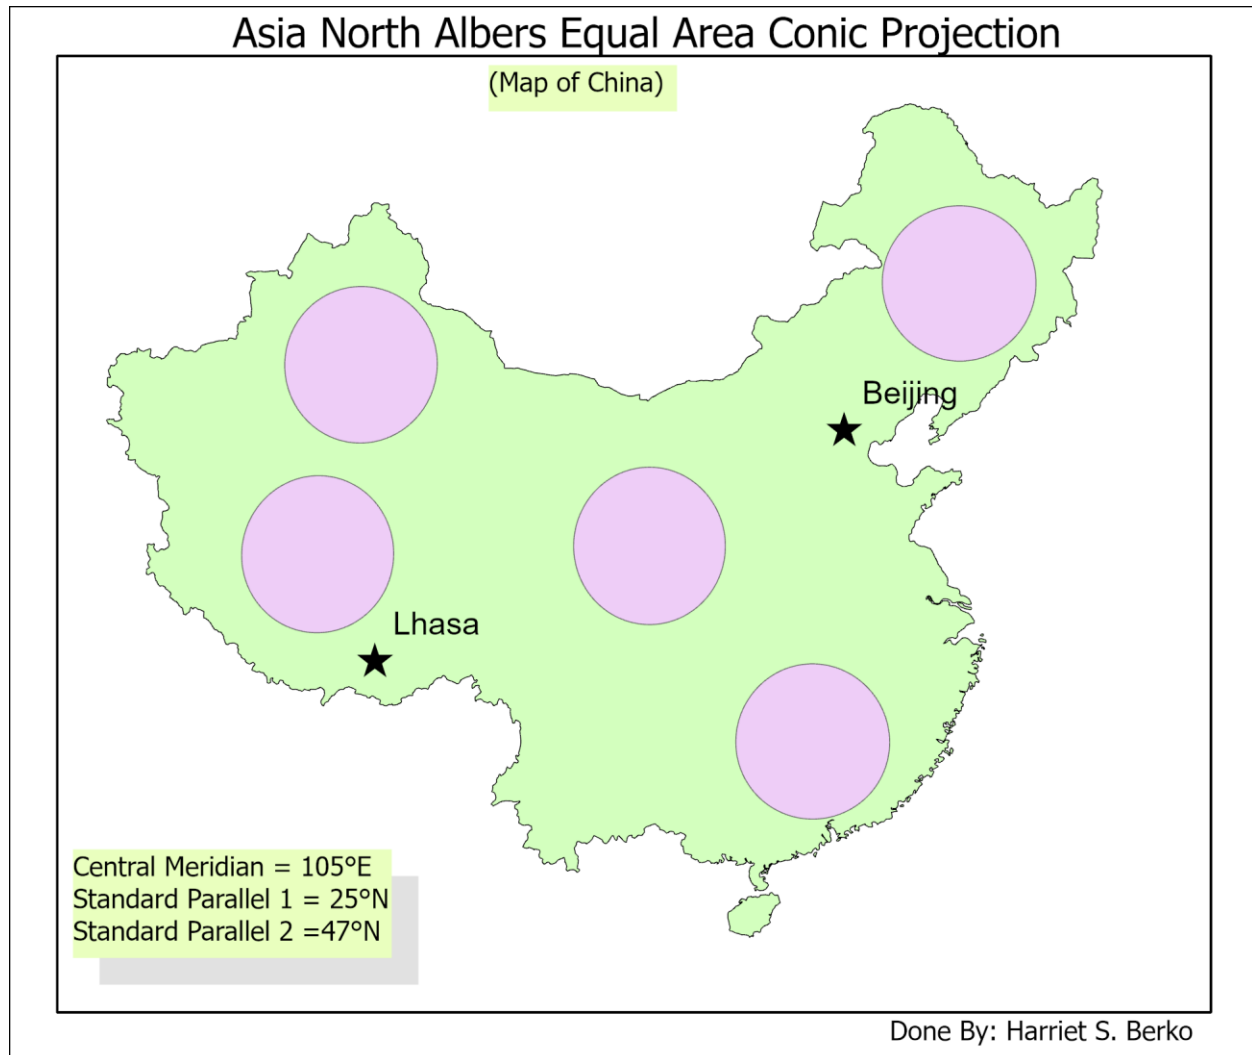 Asia North Albers Equal Area Conic Projection
(Map of China)
Beijing
Lhasa
Central Meridian = 105°E
Standard Parallel 1 = 25°N
Standard Parallel 2 =47°N
Done By: Harriet S. Berko